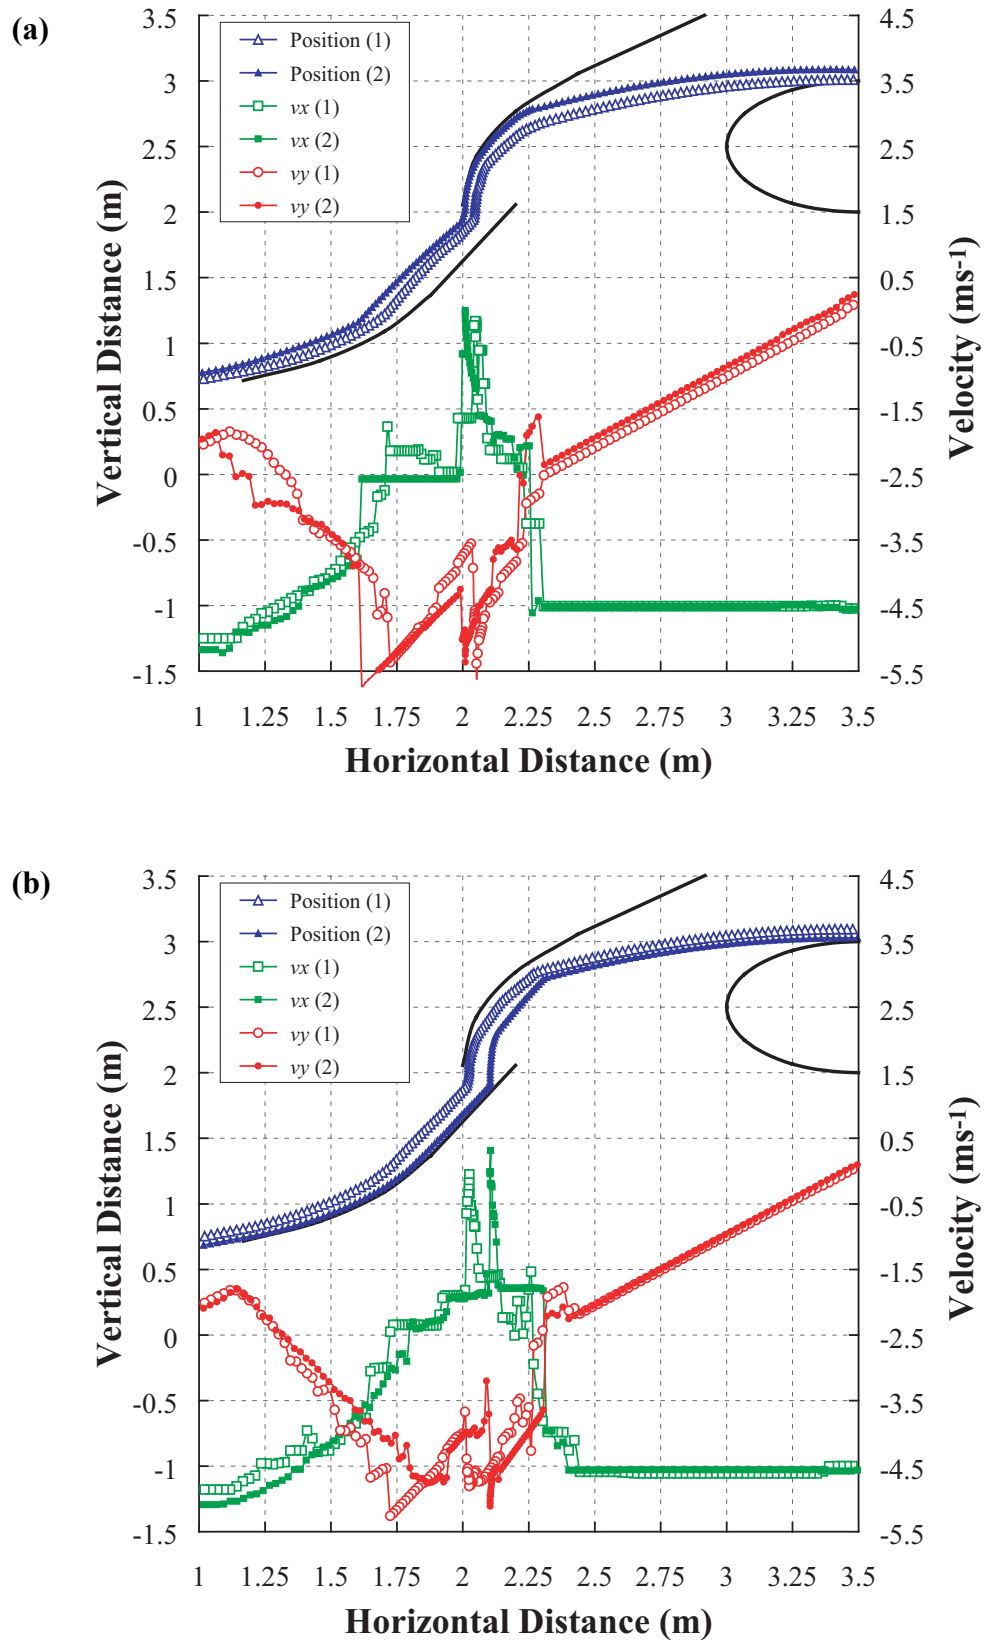 (a)
3.5
3
2.5
2
1.5
1
0.5
0
-0.5
-1
-1.5
Vertical Distance (m)
Position (1)
Position (2)
vx (1)
vx (2)
vy (1)
vy (2)
4.5
3.5
2.5
1.5
0.5
-0.5
-1.5
-2.5
-3.5
-4.5
-5.5
Velocity (ms-1)
1 1.25 1.5 1.75 2 2.25 2.5 2.75 3 3.25 3.5
Horizontal Distance (m)
(b)
3.5
3
2.5
2
1.5
1
0.5
0
-0.5
-1
-1.5
Vertical Distance (m)
Position (1)
Position (2)
vx (1)
vx (2)
vy (1)
vy (2)
4.5
3.5
2.5
1.5
0.5
-0.5
-1.5
-2.5
-3.5
-4.5
-5.5
Velocity (ms-1)
1 1.25 1.5 1.75 2 2.25 2.5 2.75 3 3.25 3.5
Horizontal Distance (m)